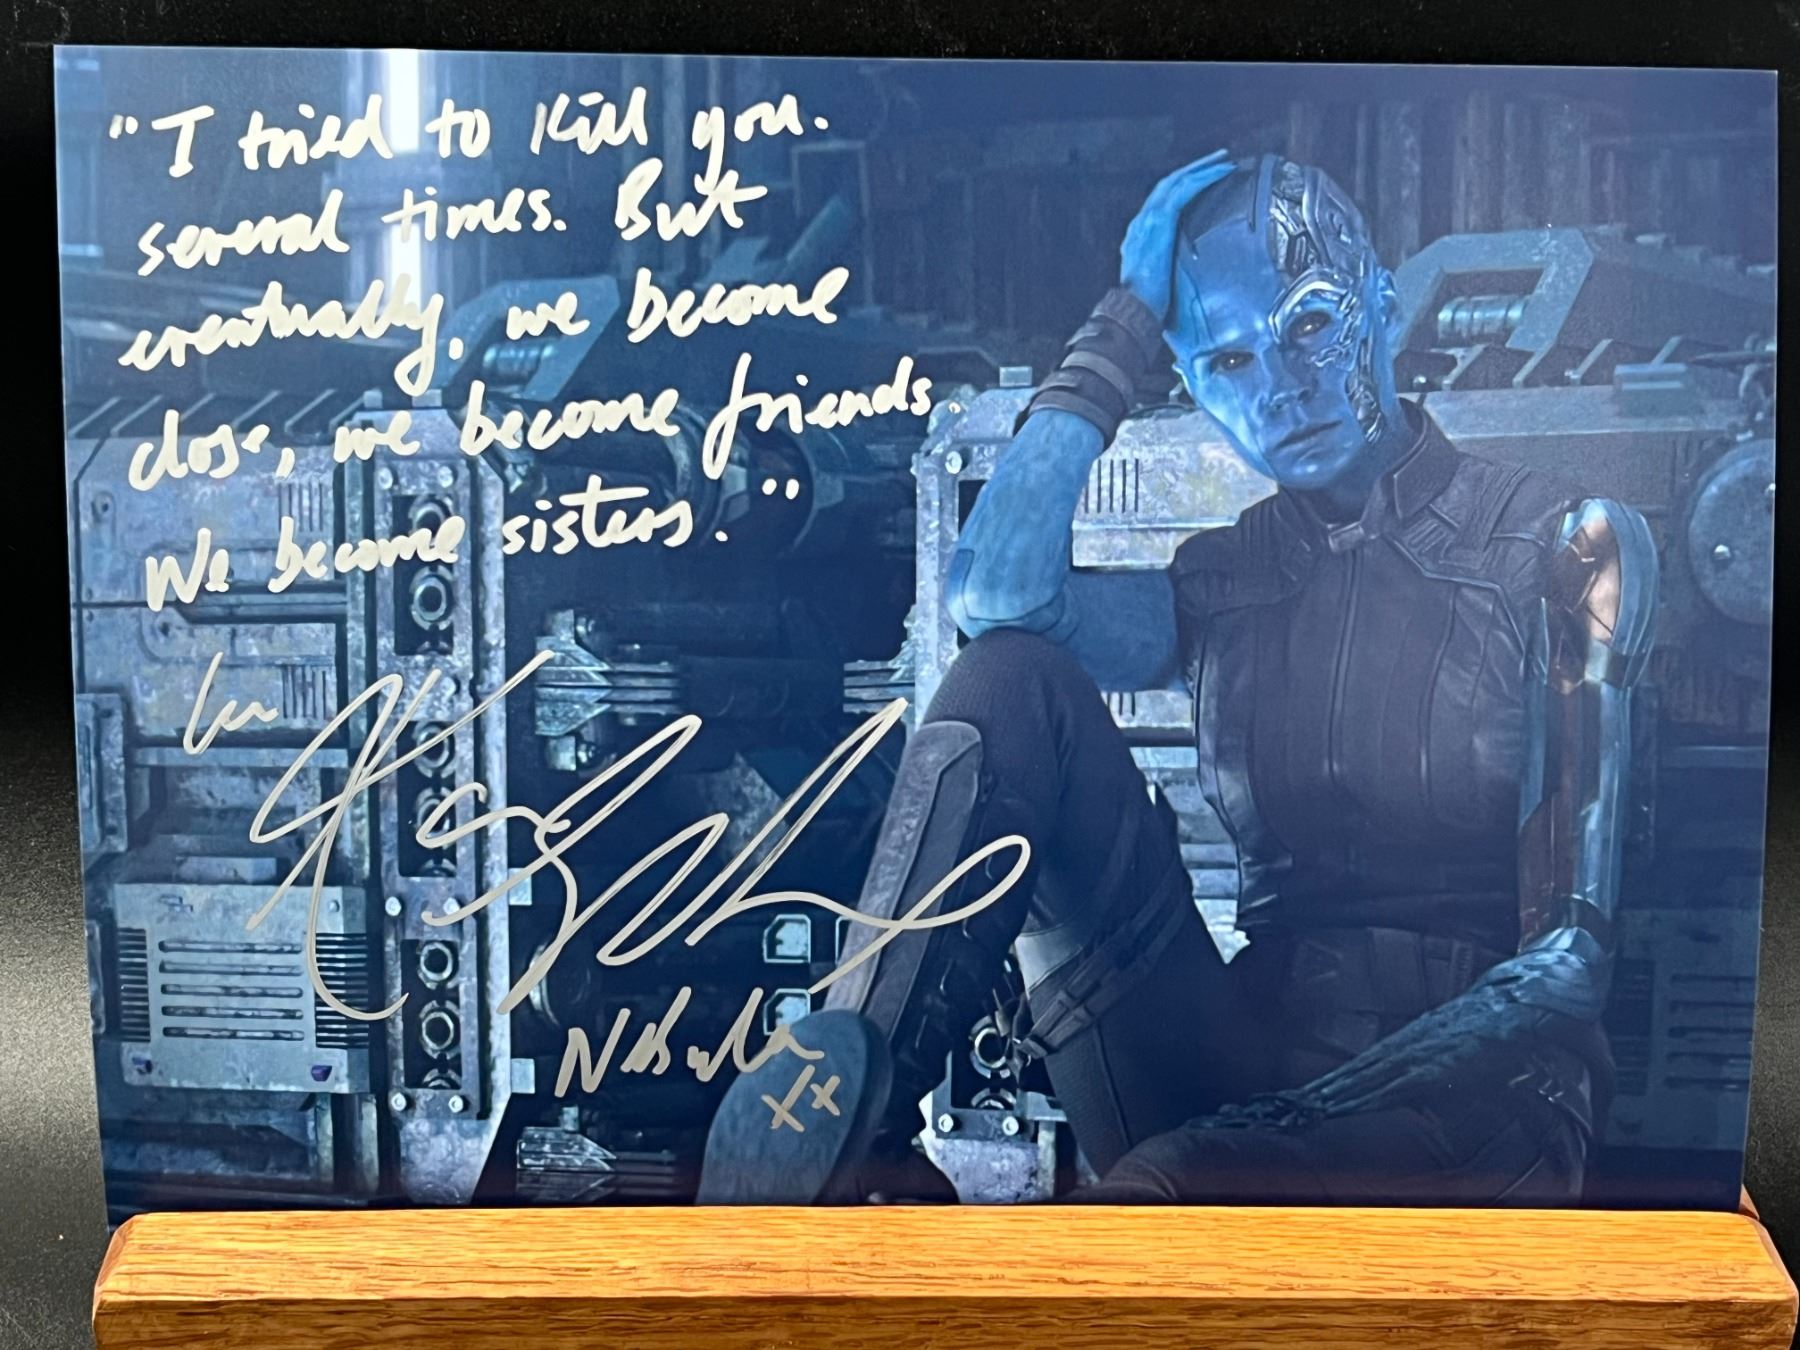 "I tried to kill you.
several times. But
eventually, we become
close, we become friends.
We become sisters."
Nebula
xx